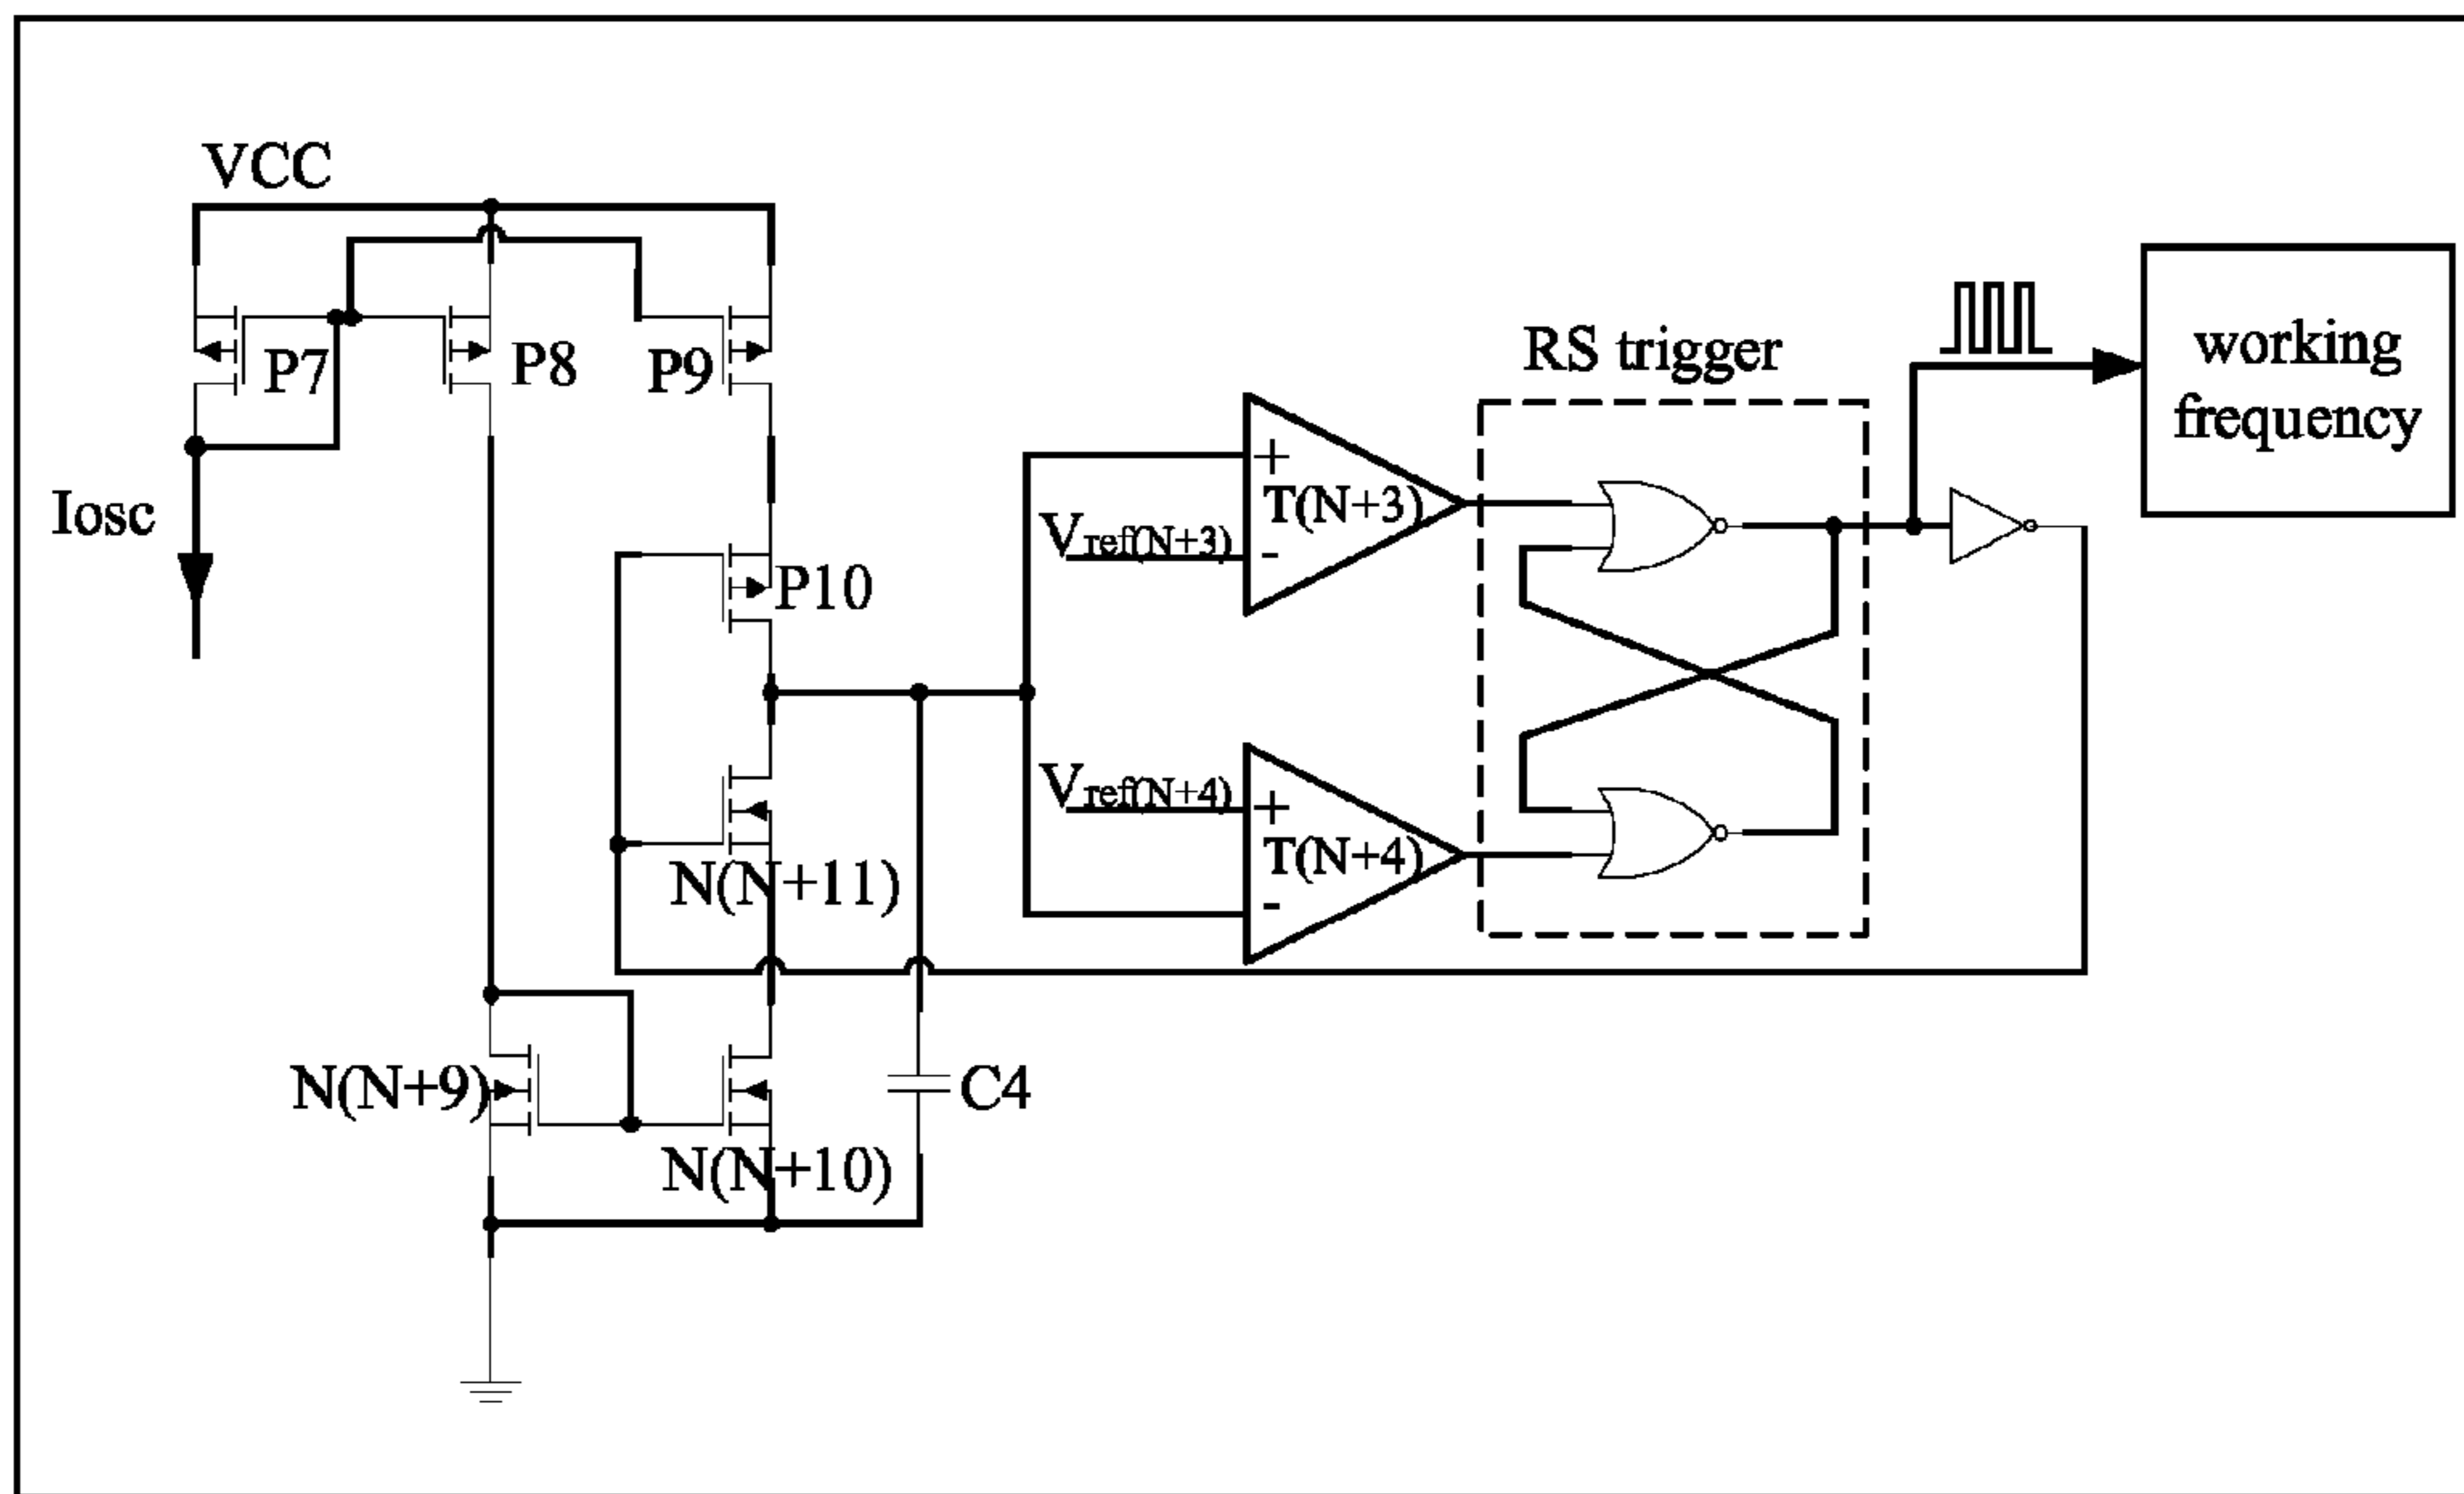 VCC
P7
P8
P9
Iosc
P10
N(N+11)
N(N+9)
N(N+10)
C4
Vref(N+3)
+
T(N+3)
-
Vref(N+4)
+
T(N+4)
-
RS trigger
working
frequency